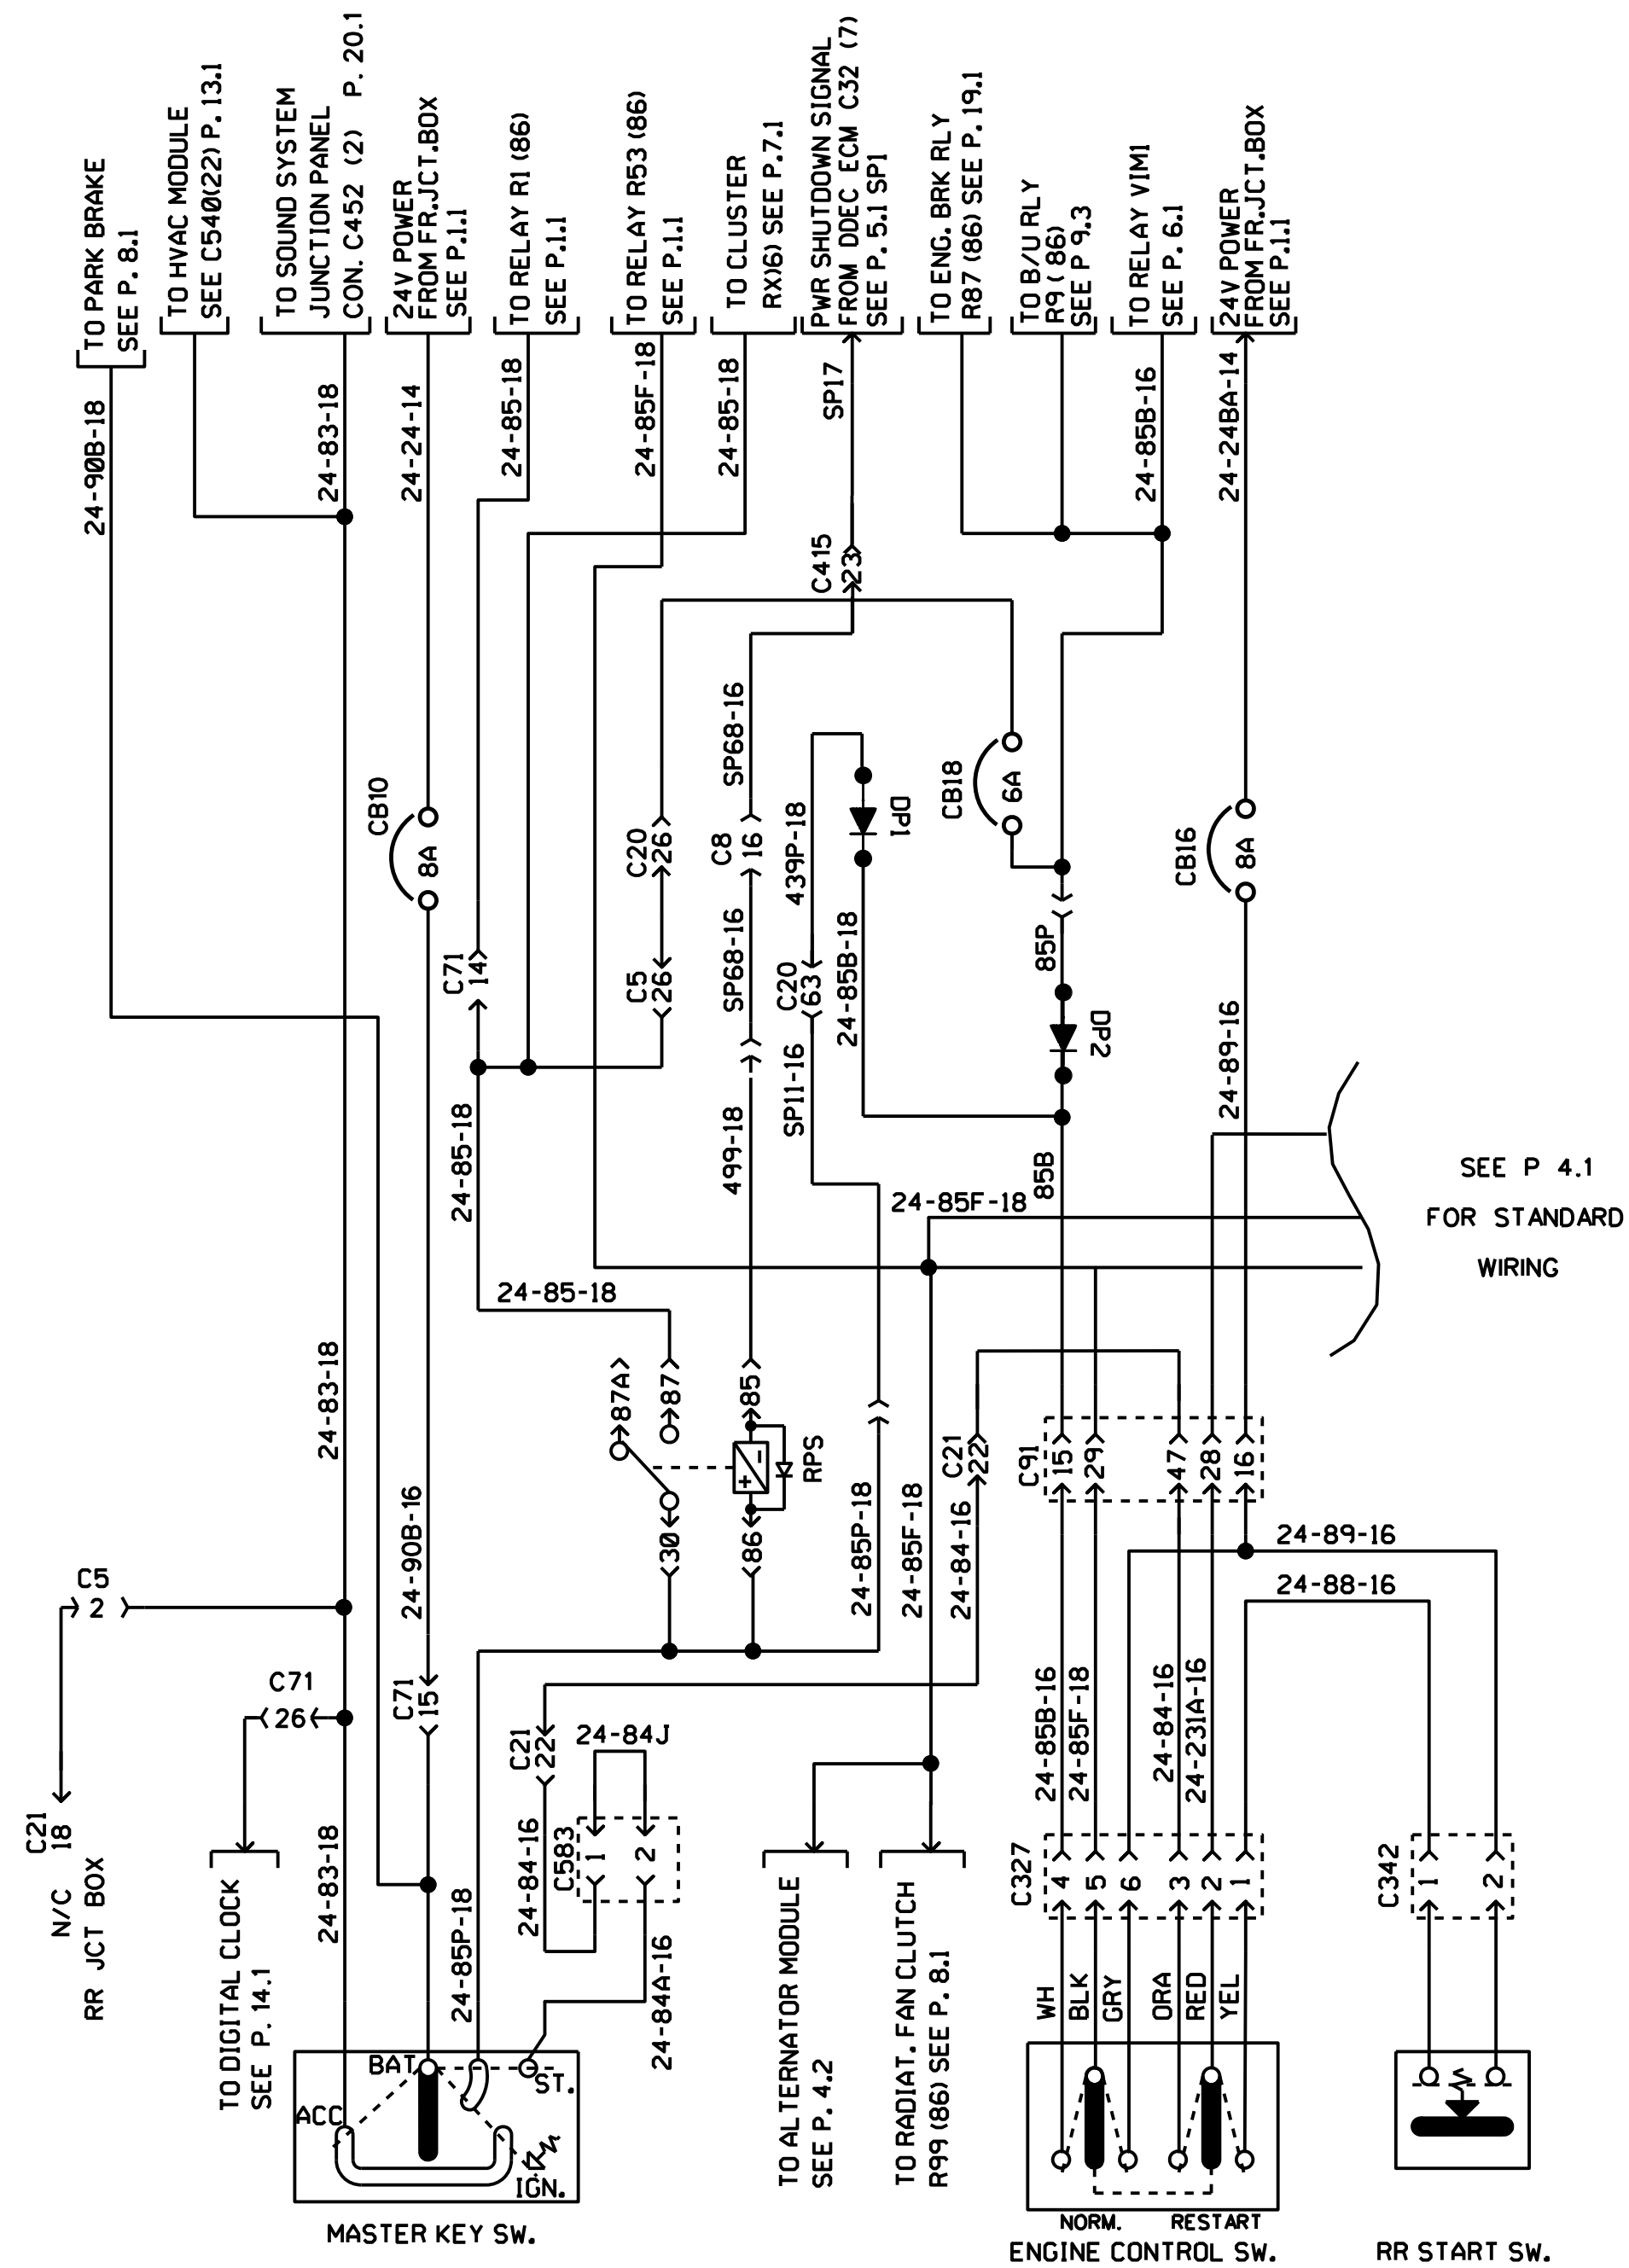 TO PARK BRAKE
SEE P. 8.1
TO HVAC MODULE
SEE C540(22) P. 13.1
TO SOUND SYSTEM
JUNCTION PANEL
CON. C452 (2) P. 20.1
24V POWER
FROM FR.JCT.BOX
SEE P.1.1
TO RELAY R1 (86)
SEE P.1.1
TO RELAY R53 (86)
SEE P.1.1
TO CLUSTER
RX)6) SEE P.7.1
PWR SHUTDOWN SIGNAL
FROM DDEC ECM C32 (7)
SEE P. 5.1 SP1
TO ENG. BRK RLY
R87 (86) SEE P. 19.1
TO B/U RLY
R9 ( 86)
SEE P 9.3
TO RELAY VIM1
SEE P. 6.1
24V POWER
FROM FR.JCT.BOX
SEE P.1.1
24-90B-18
24-83-18
24-24-14
24-85-18
24-85F-18
24-85-18
SP17
24-85B-16
24-24BA-14
C415
23
SP68-16
CB10
8A
C20
26
C8
16
439P-18
DP1
CB18
6A
CB16
8A
C71
14
C5
26
SP68-16
C20
63
24-85B-18
85P
DP2
24-89-16
24-85-18
499-18
SP11-16
85B
SEE P 4.1
FOR STANDARD
WIRING
24-85F-18
24-85-18
24-83-18
87A
87
85
RPS
30
86
C21
22
C91
15
29
47
28
16
24-90B-16
24-85P-18
24-85F-18
24-84-16
24-89-16
24-88-16
C5
2
C71
26
C71
15
C21
22
24-84J
24-85B-16
24-85F-18
24-84-16
24-231A-16
C21
18
N/C
RR JCT BOX
24-83-18
24-85P-18
24-84-16
C583
1
2
24-84A-16
TO DIGITAL CLOCK
SEE P. 14.1
TO ALTERNATOR MODULE
SEE P. 4.2
TO RADIAT. FAN CLUTCH
R99 (86) SEE P. 8.1
C327
4
5
6
3
2
1
C342
1
2
WH
BLK
GRY
ORA
RED
YEL
BAT
ST.
ACC
IGN.
MASTER KEY SW.
NORM.
RESTART
ENGINE CONTROL SW.
RR START SW.